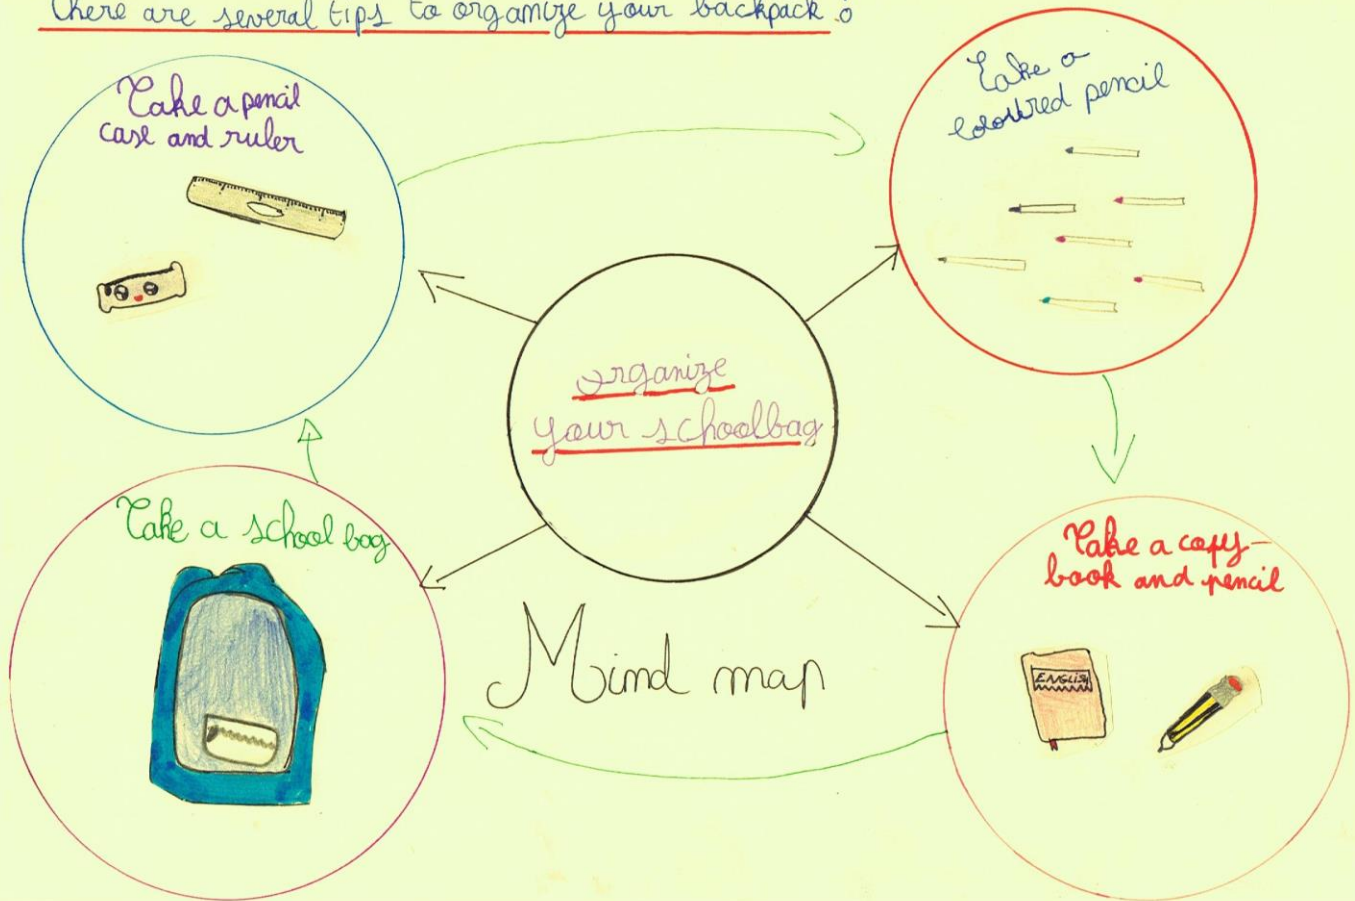 There are several tips to organize your backpack :
Take a pencil
case and ruler
Take a
coloured pencil
organize
your schoolbag
Take a school bag
Take a copy-
book and pencil
ENGLISH
Mind map